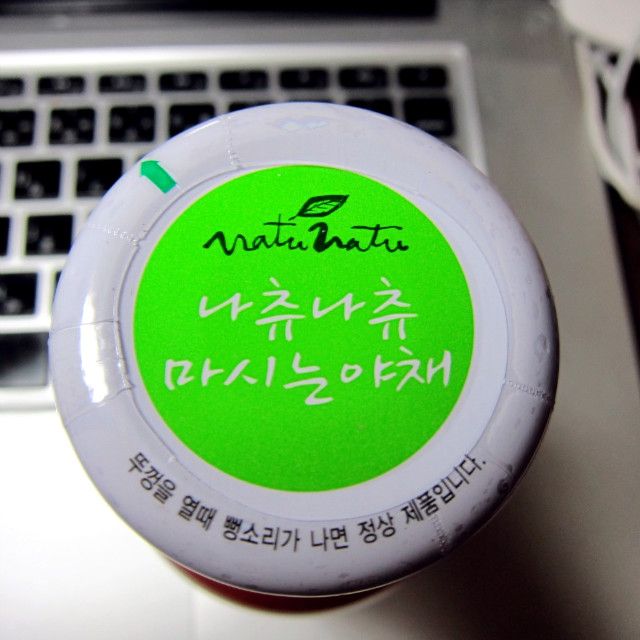 natunatu
나츄나츄
마시는야채
뚜껑을 열때 뻥소리가 나면 정상 제품입니다.